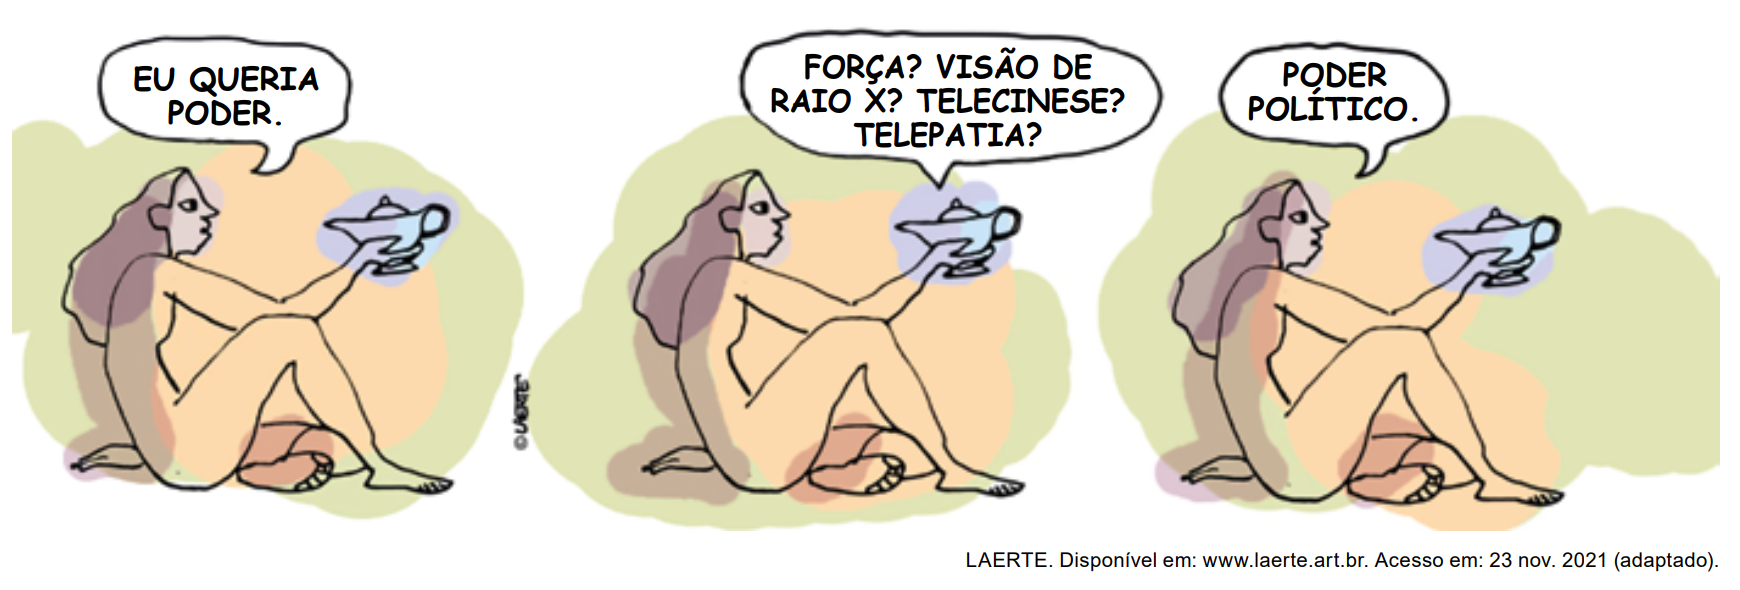 EU QUERIA
PODER.
FORÇA? VISÃO DE
RAIO X? TELECINESE?
TELEPATIA?
PODER
POLÍTICO.
©LAERTE
LAERTE. Disponível em: www.laerte.art.br. Acesso em: 23 nov. 2021 (adaptado).